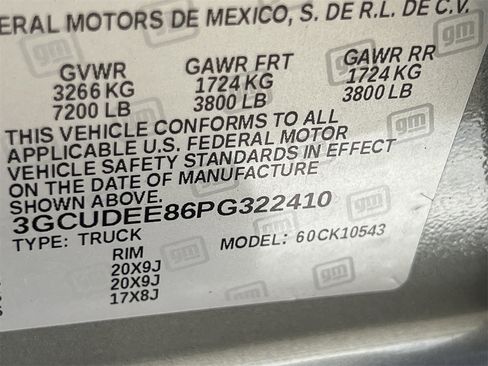 ERAL MOTORS DE MEXICO, S. DE R.L. DE C.V.
GVWR GAWR FRT GAWR RR
3266 KG 1724 KG 1724 KG
7200 LB 3800 LB 3800 LB
THIS VEHICLE CONFORMS TO ALL
APPLICABLE U.S. FEDERAL MOTOR
VEHICLE SAFETY STANDARDS IN EFFECT
ON THE DATE OF MANUFACTURE
SHOWN ABOVE.
3GCUDEE86PG322410
TYPE: TRUCK MODEL: 60CK10543
RIM
20X9J
20X9J
17X8J
gm